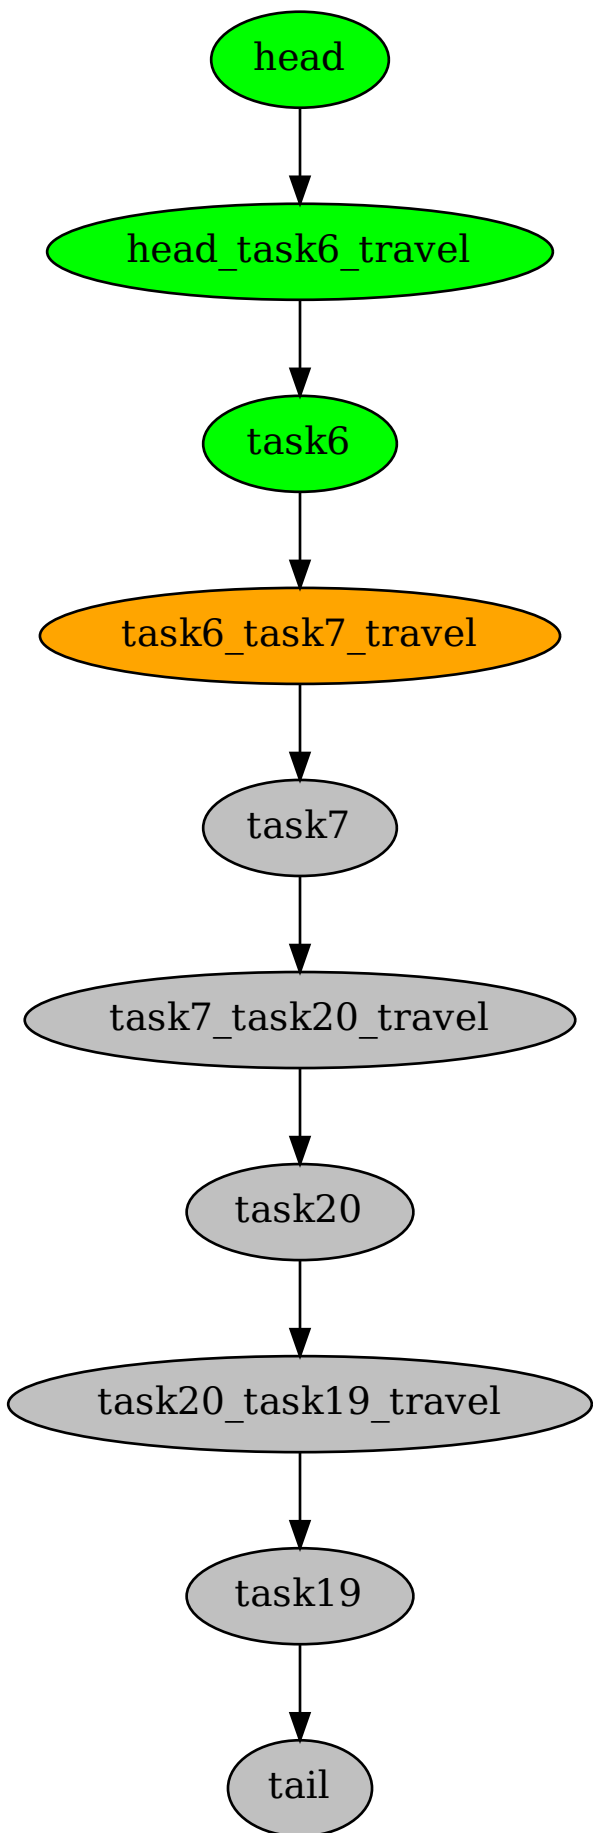 head
head_task6_travel
task6
task6_task7_travel
task7
task7_task20_travel
task20
task20_task19_travel
task19
tail